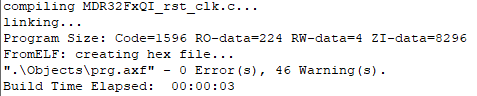 compiling MDR32FxQI_rst_clk.c...
linking...
Program Size: Code=1596 RO-data=224 RW-data=4 ZI-data=8296
FromELF: creating hex file...
".\Objects\prg.axf" - 0 Error(s), 46 Warning(s).
Build Time Elapsed:  00:00:03